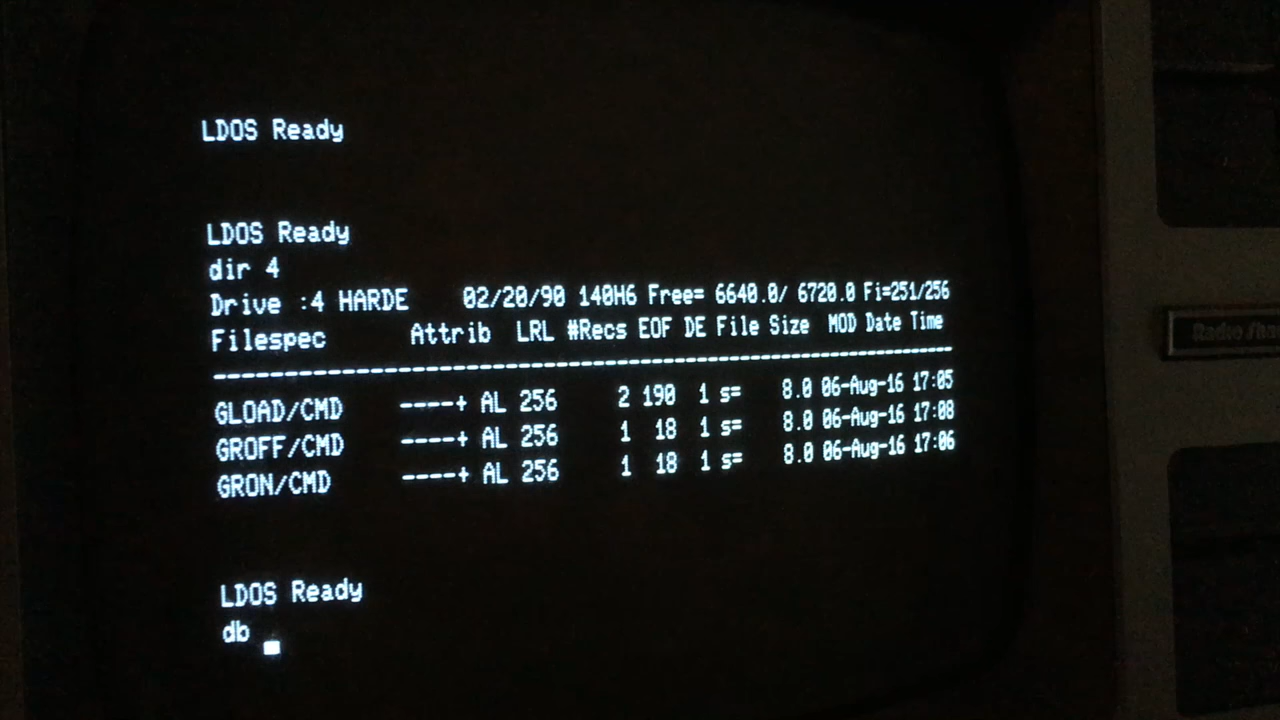 LDOS Ready
LDOS Ready
dir 4
Drive :4 HARDE 02/20/90 140H6 Free= 6640.0/ 6720.0 Fi=251/256
Filespec Attrib LRL #Recs EOF DE File Size MOD Date Time
--------------------------------------------------------------------------------
GLOAD/CMD ----+ AL 256 2 190 1 s= 8.0 06-Aug-16 17:05
GROFF/CMD ----+ AL 256 1 18 1 s= 8.0 06-Aug-16 17:08
GRON/CMD ----+ AL 256 1 18 1 s= 8.0 06-Aug-16 17:06
LDOS Ready
db
Radio